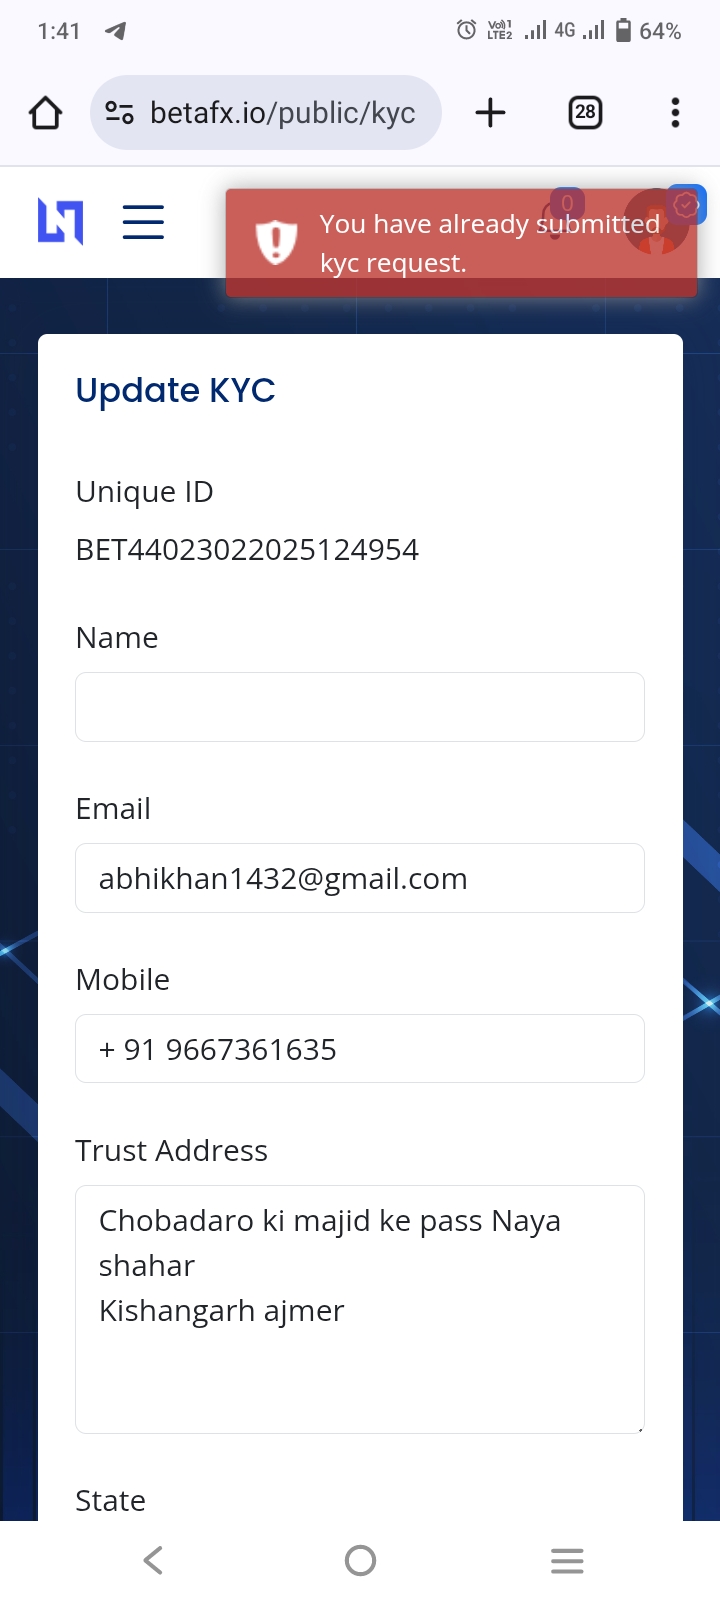 1:41
Vo))1
LTE2
4G
64%
betafx.io/public/kyc
28
0
You have already submitted
kyc request.
Update KYC
Unique ID
BET44023022025124954
Name
Email
abhikhan1432@gmail.com
Mobile
+ 91 9667361635
Trust Address
Chobadaro ki majid ke pass Naya
shahar
Kishangarh ajmer
State